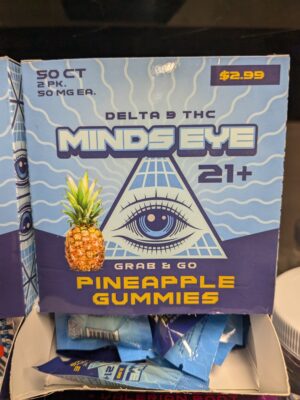 50 CT
2 PK.
50 MG EA.
$2.99
DELTA 9 THC
MINDS EYE
21+
GRAB & GO
PINEAPPLE
GUMMIES